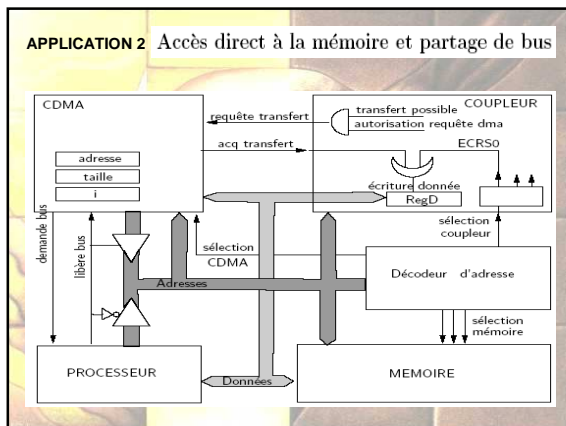 APPLICATION 2 Accès direct à la mémoire et partage de bus
CDMA
COUPLEUR
requête transfert
transfert possible
autorisation requête dma
acq transfert
ECRS0
adresse
taille
i
écriture donnée
RegD
demande bus
libère bus
sélection
CDMA
sélection
coupleur
Adresses
Décodeur d'adresse
sélection
mémoire
PROCESSEUR
Données
MEMOIRE